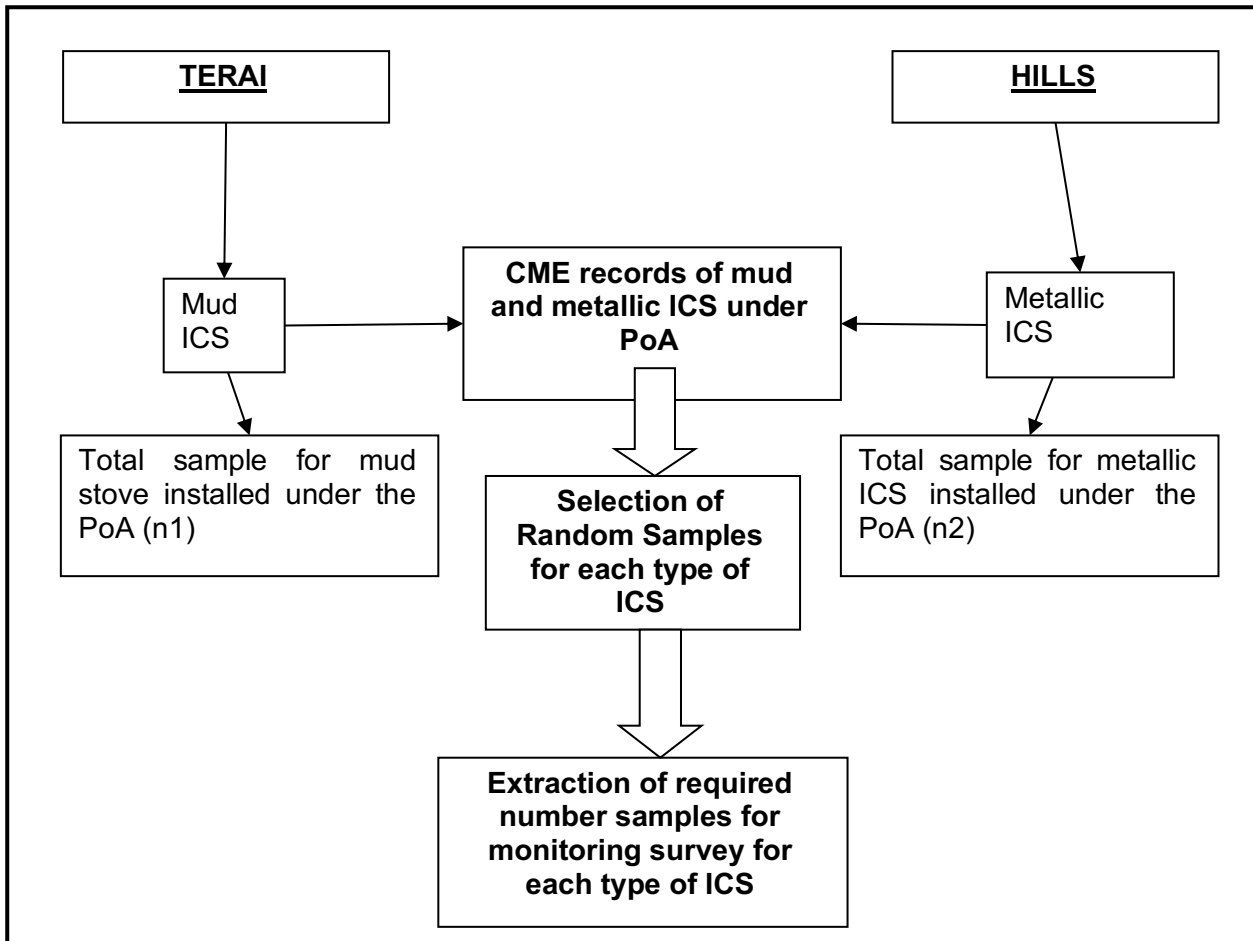 TERAI
HILLS
Mud
ICS
CME records of mud
and metallic ICS under
PoA
Metallic
ICS
Total sample for mud
stove installed under the
PoA (n1)
Selection of
Random Samples
for each type of
ICS
Total sample for metallic
ICS installed under the
PoA (n2)
Extraction of required
number samples for
monitoring survey for
each type of ICS